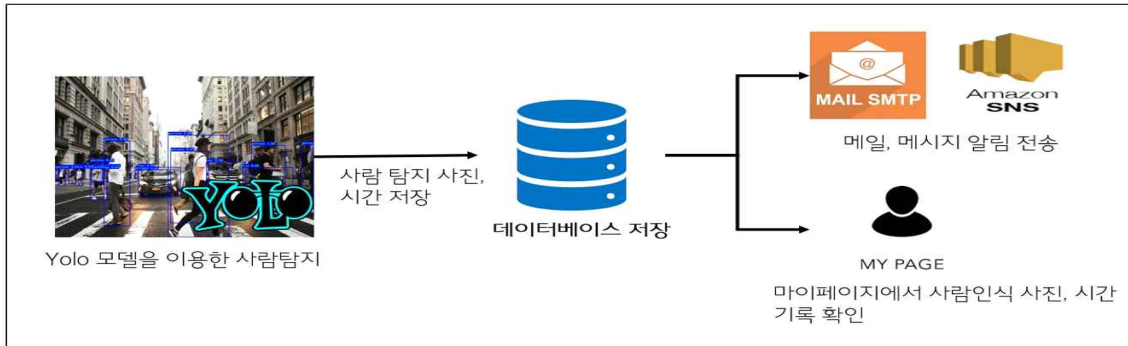 YOLO
Yolo 모델을 이용한 사람탐지
사람 탐지 사진,
시간 저장
데이터베이스 저장
@
MAIL SMTP
Amazon
SNS
메일, 메시지 알림 전송
MY PAGE
마이페이지에서 사람인식 사진, 시간
기록 확인